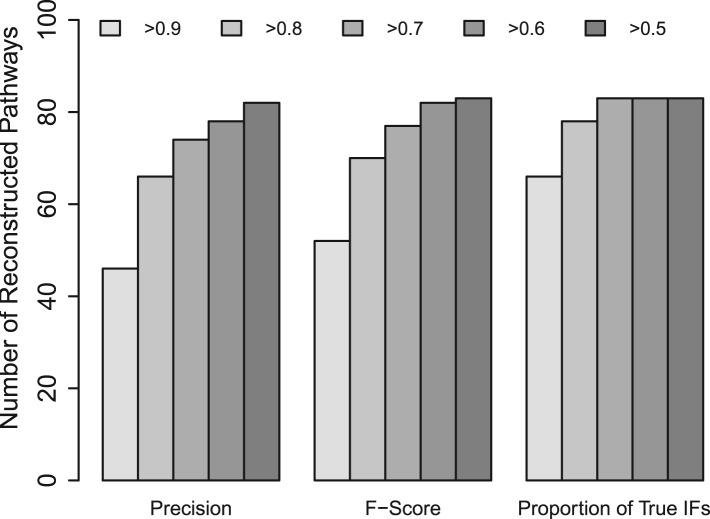 Number of Reconstructed Pathways
100
80
60
40
20
0
>0.9 >0.8 >0.7 >0.6 >0.5
Precision F−Score Proportion of True IFs